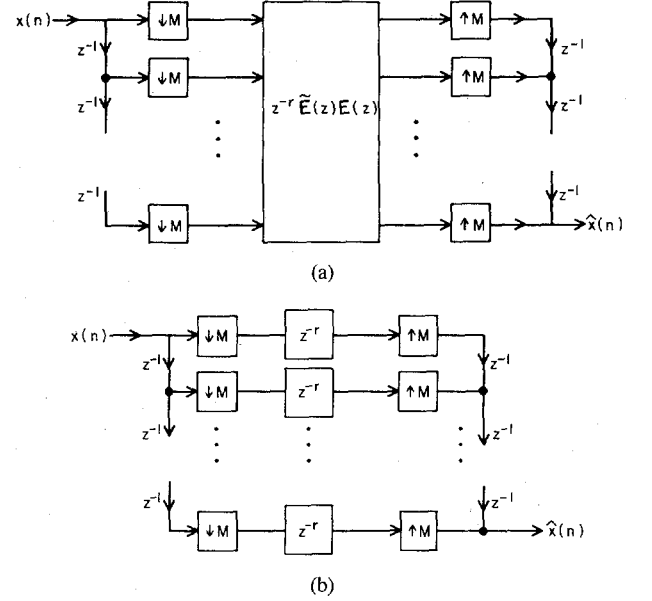 x(n) ↓M ↑M
z⁻¹ z⁻¹
↓M ↑M
z⁻¹ z⁻¹
z⁻ʳ Ẽ(z)E(z)
z⁻¹ z⁻¹
↓M ↑M x̂(n)
(a)
x(n) ↓M z⁻ʳ ↑M
z⁻¹ z⁻¹
↓M z⁻ʳ ↑M
z⁻¹ z⁻¹
z⁻¹ z⁻¹
↓M z⁻ʳ ↑M x̂(n)
(b)